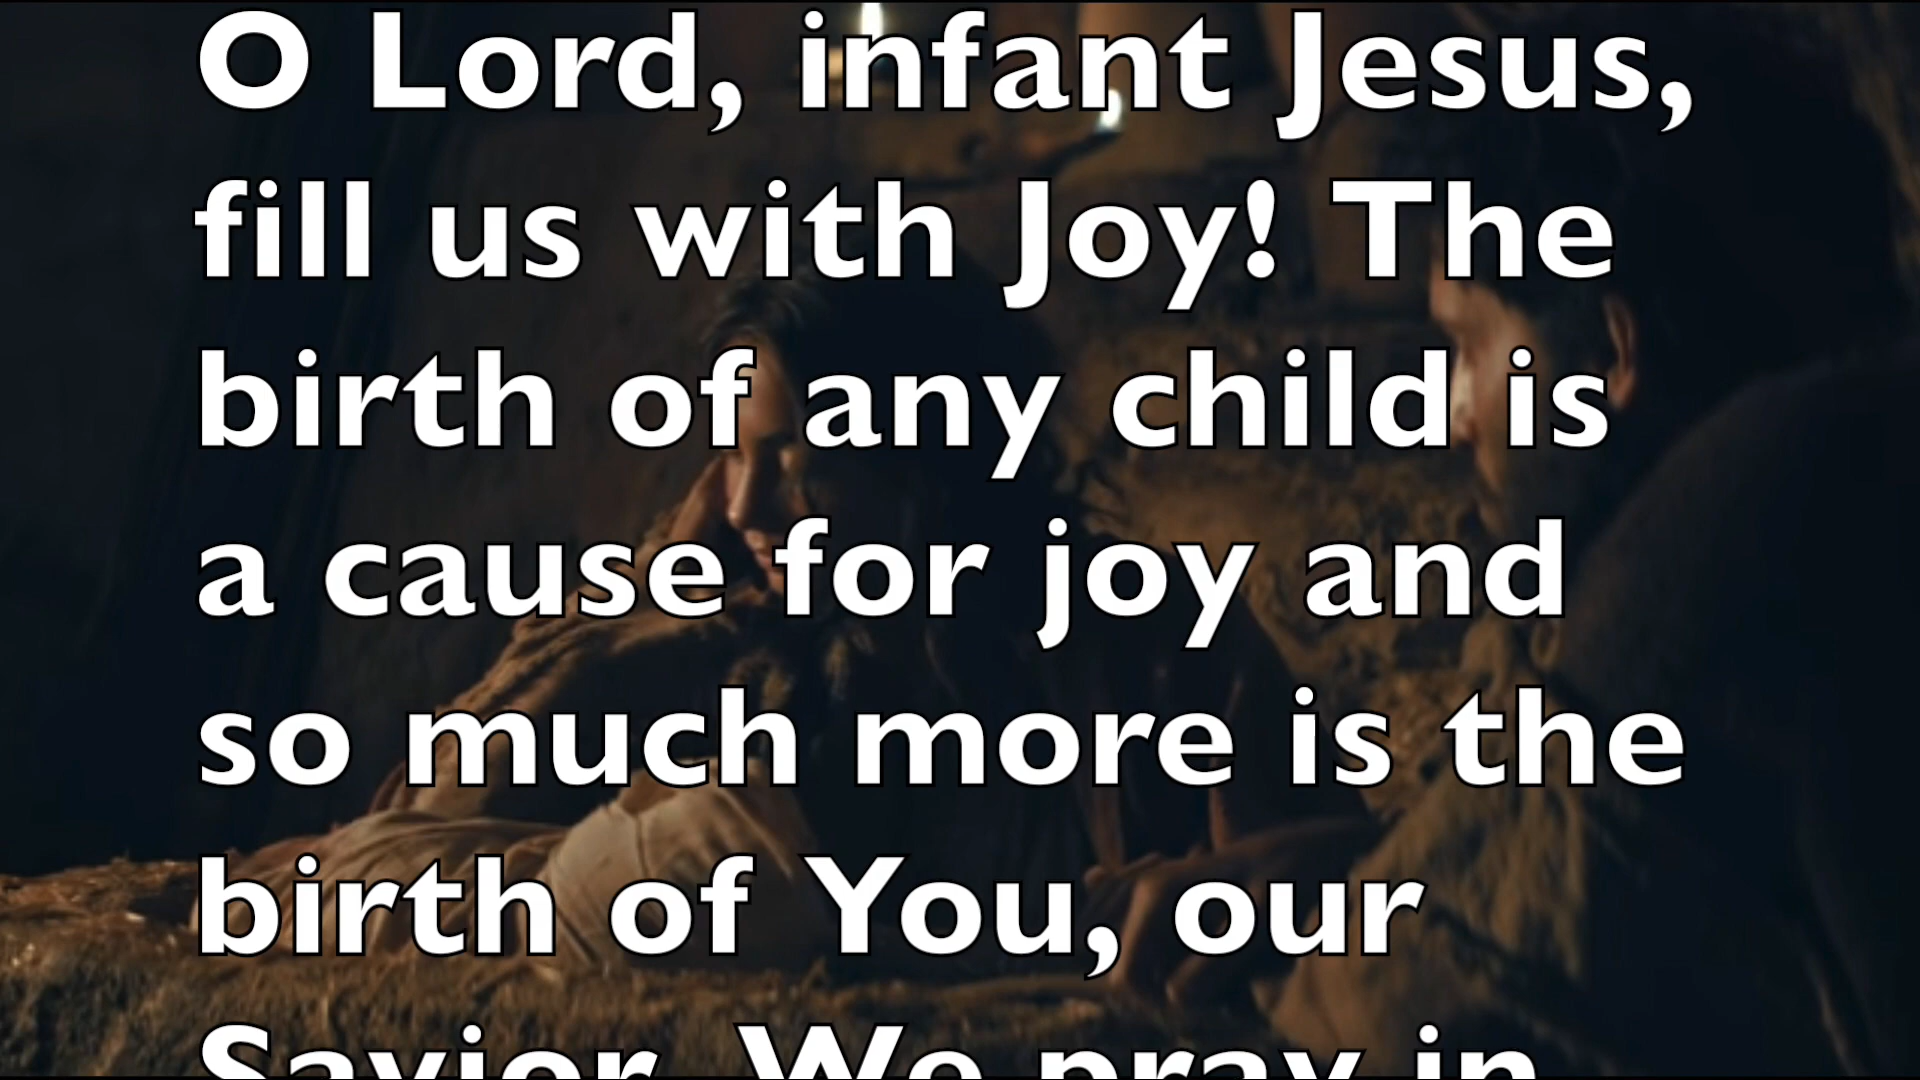 O Lord, infant Jesus,
fill us with Joy! The
birth of any child is
a cause for joy and
so much more is the
birth of You, our
Savior. We pray in